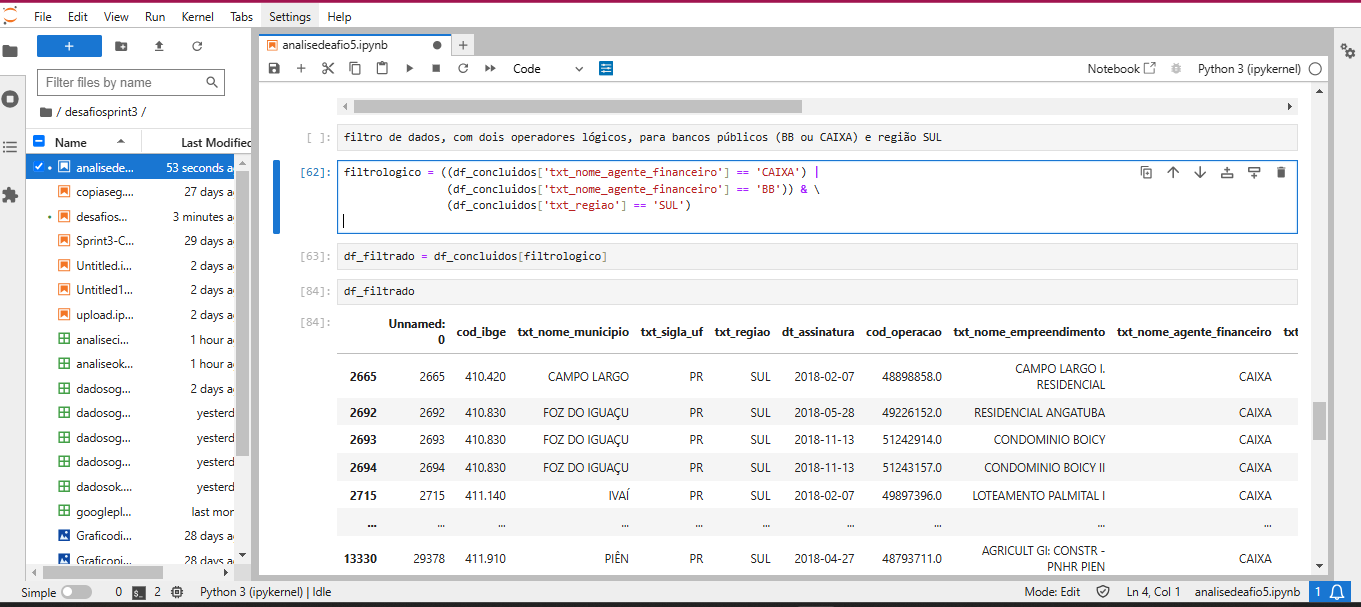 File Edit View Run Kernel Tabs Settings Help
+
Filter files by name
/ desafiosprint3 /
Name Last Modified
analisede... 53 seconds a
copiaseg... 27 days a
desafios... 3 minutes a
Sprint3-C... 29 days a
Untitled.i... 2 days a
Untitled1... 2 days a
upload.ip... 2 days a
analiseci... 1 hour a
analiseok... 1 hour a
dadosog... 2 days a
dadosog... yesterd
dadosog... yesterd
dadosog... yesterd
dadosok.... yesterd
googlepl... last mor
Graficodi... 28 days a
Graficopi... 28 days a
analisedeafio5.ipynb
Code
Notebook Python 3 (ipykernel)
[ ]: filtro de dados, com dois operadores lógicos, para bancos públicos (BB ou CAIXA) e região SUL
[62]: filtrologico = ((df_concluidos['txt_nome_agente_financeiro'] == 'CAIXA') |
(df_concluidos['txt_nome_agente_financeiro'] == 'BB')) & \
(df_concluidos['txt_regiao'] == 'SUL')
[63]: df_filtrado = df_concluidos[filtrologico]
[84]: df_filtrado
[84]: Unnamed: 0 cod_ibge txt_nome_municipio txt_sigla_uf txt_regiao dt_assinatura cod_operacao txt_nome_empreendimento txt_nome_agente_financeiro txt
2665 2665 410.420 CAMPO LARGO PR SUL 2018-02-07 48898858.0 CAMPO LARGO I. RESIDENCIAL CAIXA
2692 2692 410.830 FOZ DO IGUAÇU PR SUL 2018-05-28 49226152.0 RESIDENCIAL ANGATUBA CAIXA
2693 2693 410.830 FOZ DO IGUAÇU PR SUL 2018-11-13 51242914.0 CONDOMINIO BOICY CAIXA
2694 2694 410.830 FOZ DO IGUAÇU PR SUL 2018-11-13 51243157.0 CONDOMINIO BOICY II CAIXA
2715 2715 411.140 IVAÍ PR SUL 2018-02-07 49897396.0 LOTEAMENTO PALMITAL I CAIXA
... ... ... ... ... ... ... ... ... ...
13330 29378 411.910 PIÊN PR SUL 2018-04-27 48793711.0 AGRICULT GI: CONSTR - PNHR PIEN CAIXA
Simple 0 $_ 2 Python 3 (ipykernel) | Idle Mode: Edit Ln 4, Col 1 analisedeafio5.ipynb 1